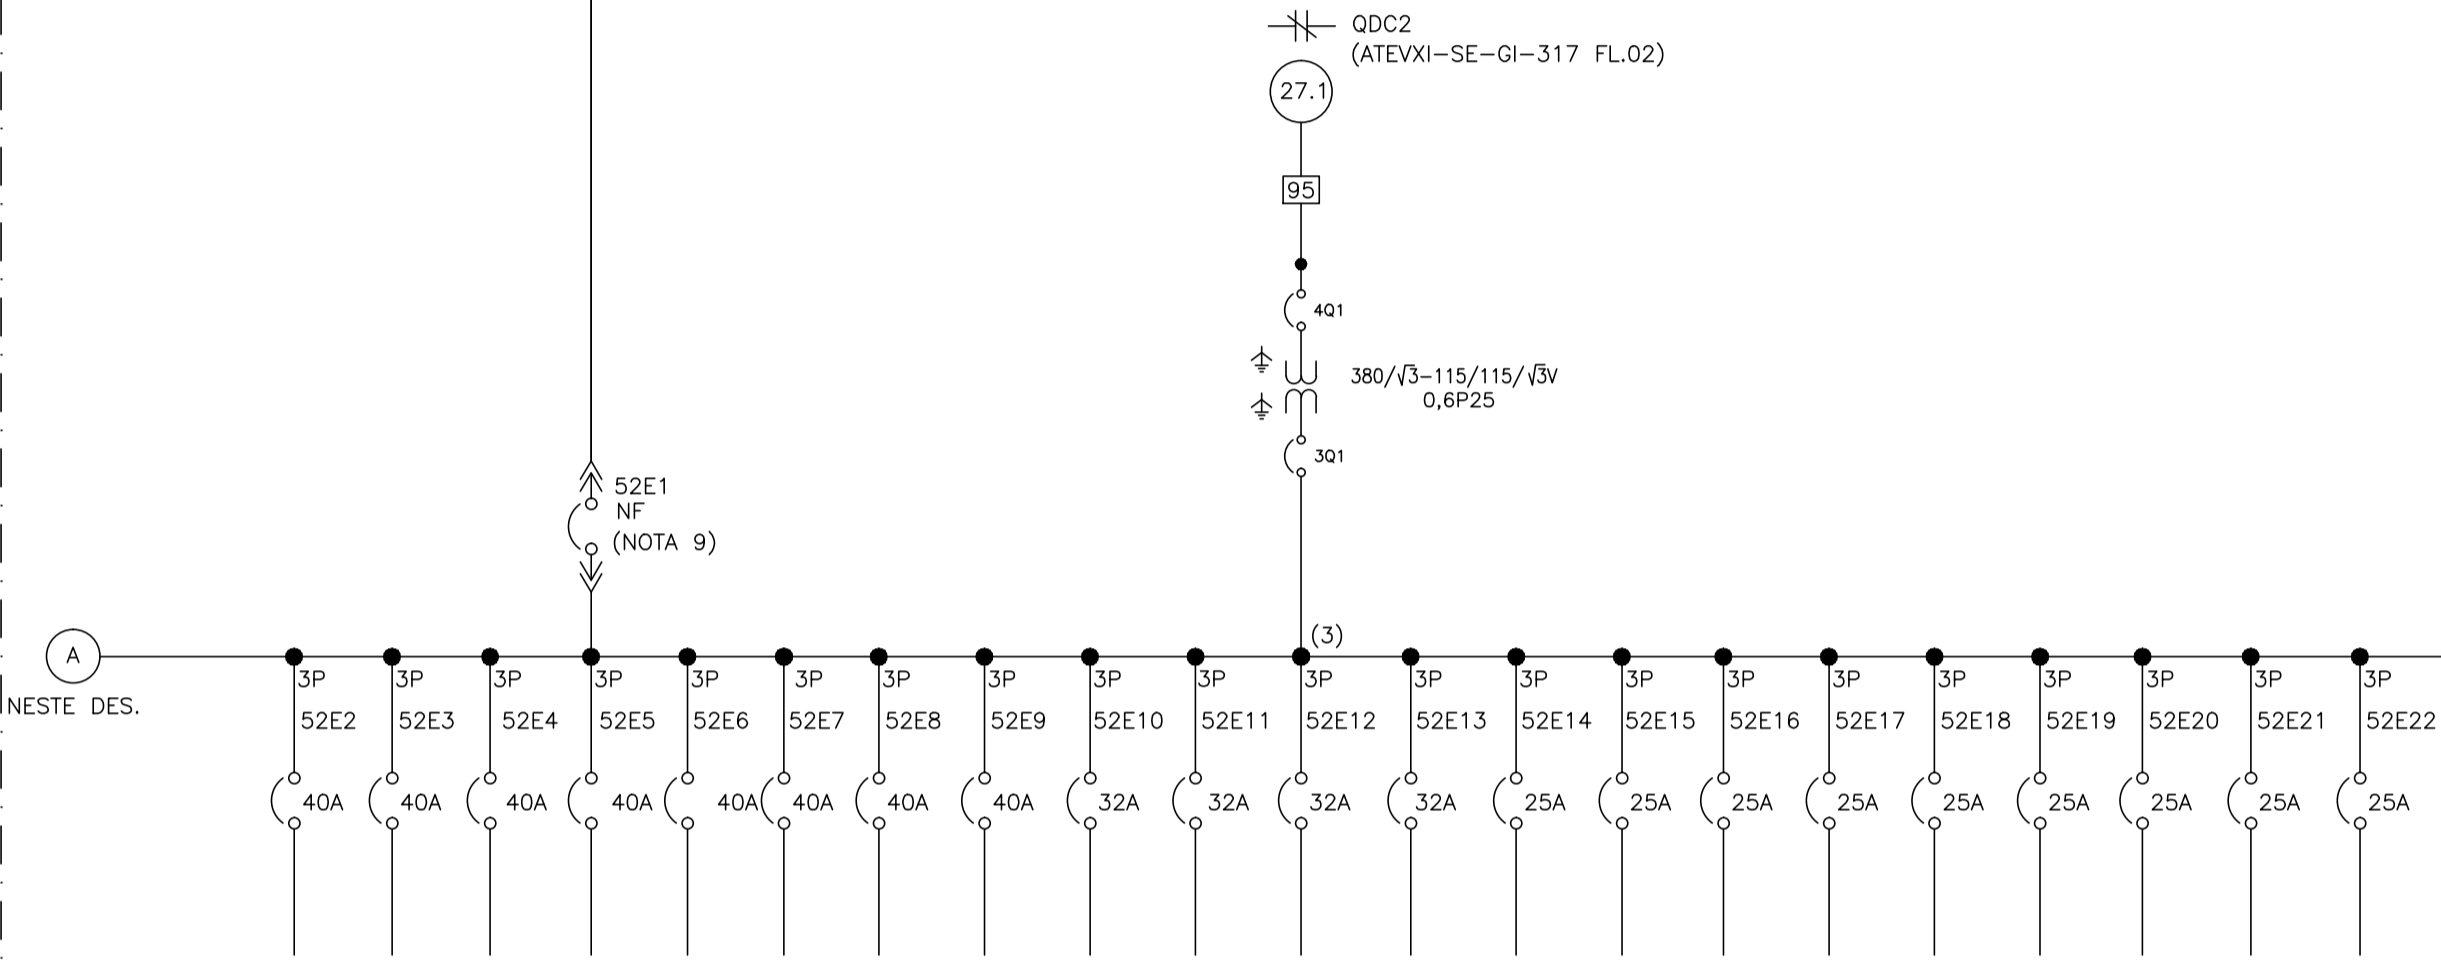 QDC2
(ATEVXI-SE-GI-317 FL.02)
27.1
95
4Q1
380/√3-115/115/√3V
0,6P25
3Q1
52E1
NF
(NOTA 9)
(3)
A
NESTE DES.
3P 3P 3P 3P 3P 3P 3P 3P 3P 3P 3P 3P 3P 3P 3P 3P 3P 3P 3P 3P 3P
52E2 52E3 52E4 52E5 52E6 52E7 52E8 52E9 52E10 52E11 52E12 52E13 52E14 52E15 52E16 52E17 52E18 52E19 52E20 52E21 52E22
40A 40A 40A 40A 40A 40A 40A 40A 32A 32A 32A 32A 25A 25A 25A 25A 25A 25A 25A 25A 25A